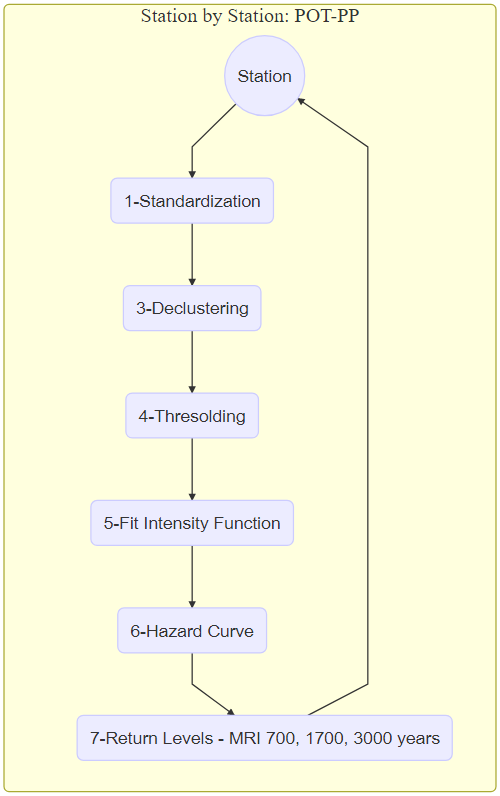 Station by Station: POT-PP
Station
1-Standardization
3-Declustering
4-Thresolding
5-Fit Intensity Function
6-Hazard Curve
7-Return Levels - MRI 700, 1700, 3000 years